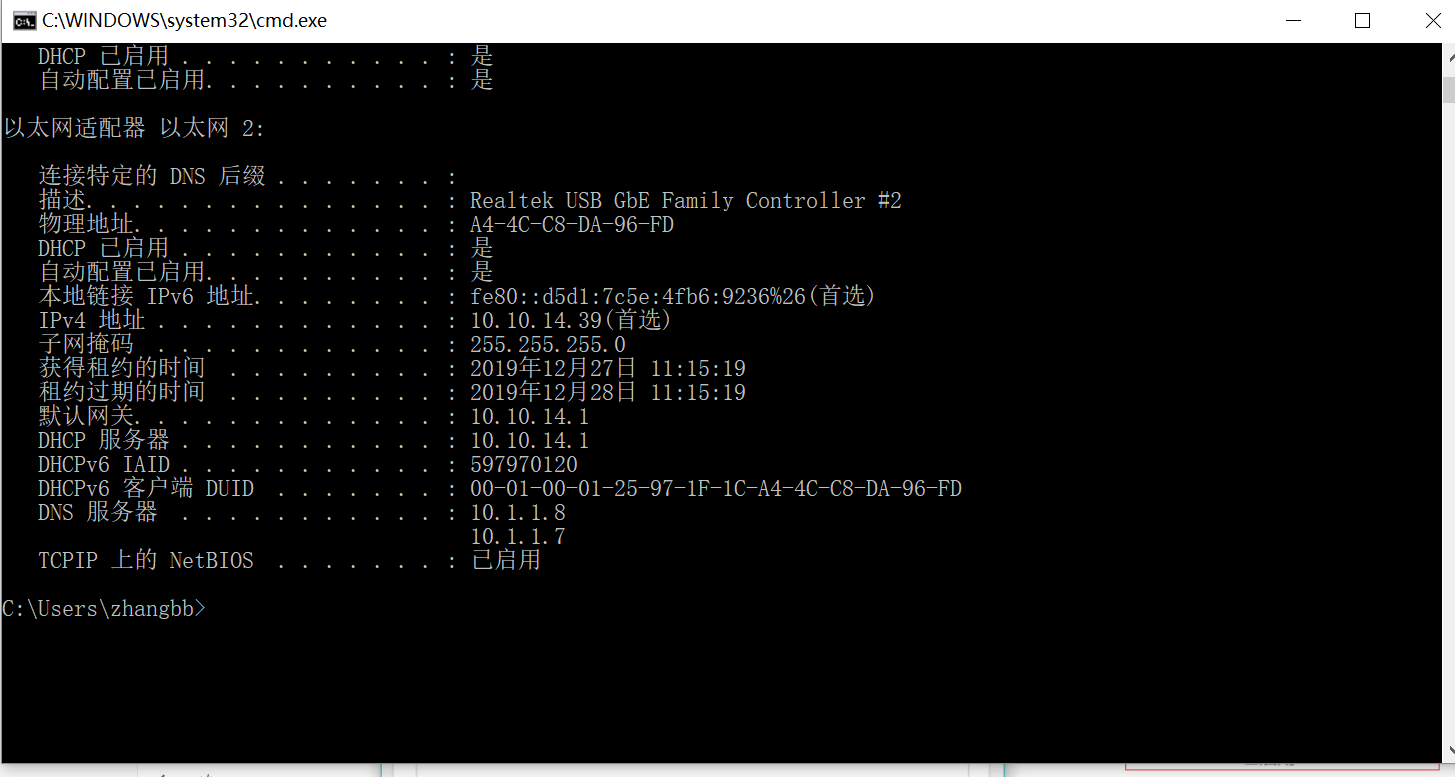 C:\WINDOWS\system32\cmd.exe
DHCP 已启用 . . . . . . . . . . . : 是
自动配置已启用. . . . . . . . . . : 是
以太网适配器 以太网 2:
连接特定的 DNS 后缀 . . . . . . . :
描述. . . . . . . . . . . . . . . : Realtek USB GbE Family Controller #2
物理地址. . . . . . . . . . . . . : A4-4C-C8-DA-96-FD
DHCP 已启用 . . . . . . . . . . . : 是
自动配置已启用. . . . . . . . . . : 是
本地链接 IPv6 地址. . . . . . . . : fe80::d5d1:7c5e:4fb6:9236%26(首选)
IPv4 地址 . . . . . . . . . . . . : 10.10.14.39(首选)
子网掩码  . . . . . . . . . . . . : 255.255.255.0
获得租约的时间  . . . . . . . . . : 2019年12月27日 11:15:19
租约过期的时间  . . . . . . . . . : 2019年12月28日 11:15:19
默认网关. . . . . . . . . . . . . : 10.10.14.1
DHCP 服务器 . . . . . . . . . . . : 10.10.14.1
DHCPv6 IAID . . . . . . . . . . . : 597970120
DHCPv6 客户端 DUID  . . . . . . . : 00-01-00-01-25-97-1F-1C-A4-4C-C8-DA-96-FD
DNS 服务器  . . . . . . . . . . . : 10.1.1.8
10.1.1.7
TCPIP 上的 NetBIOS  . . . . . . . : 已启用
C:\Users\zhangbb>